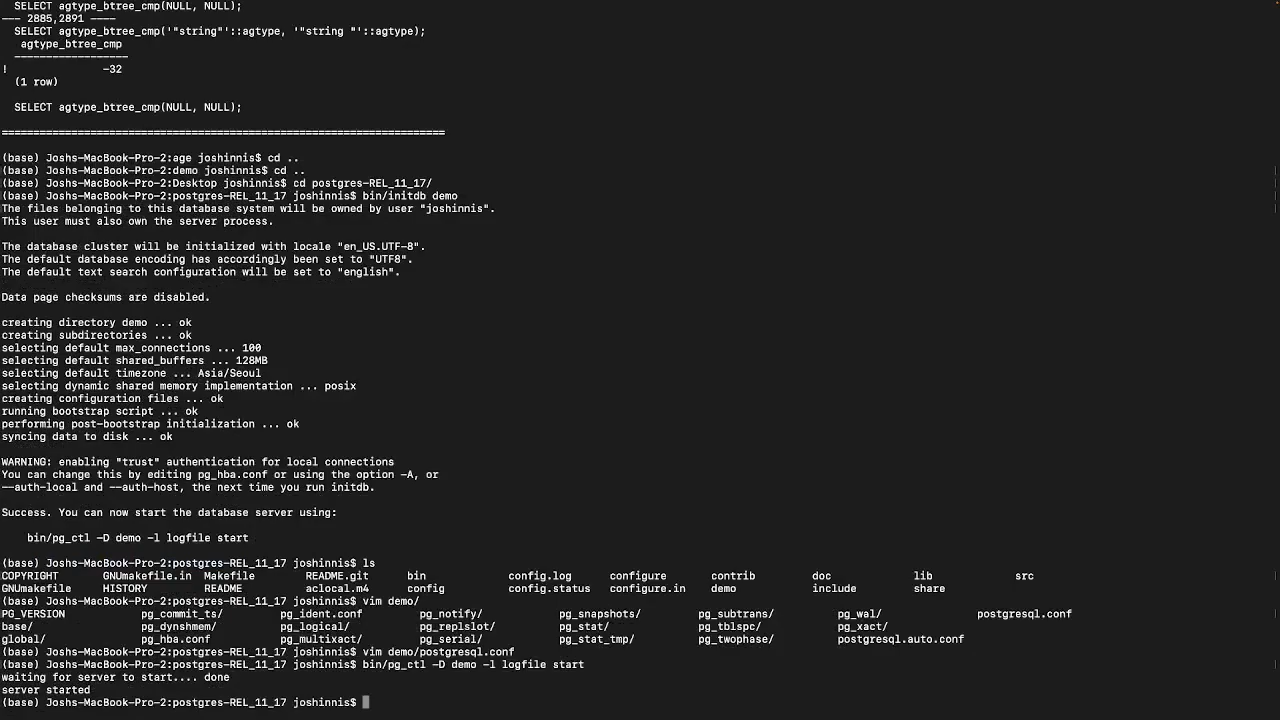 SELECT agtype_btree_cmp(NULL, NULL);
--- 2885,2891 ----
SELECT agtype_btree_cmp('"string"'::agtype, '"string "'::agtype);
agtype_btree_cmp
------------------
! -32
(1 row)
SELECT agtype_btree_cmp(NULL, NULL);
======================================================================
(base) Joshs-MacBook-Pro-2:age joshinnis$ cd ..
(base) Joshs-MacBook-Pro-2:demo joshinnis$ cd ..
(base) Joshs-MacBook-Pro-2:Desktop joshinnis$ cd postgres-REL_11_17/
(base) Joshs-MacBook-Pro-2:postgres-REL_11_17 joshinnis$ bin/initdb demo
The files belonging to this database system will be owned by user "joshinnis".
This user must also own the server process.
The database cluster will be initialized with locale "en_US.UTF-8".
The default database encoding has accordingly been set to "UTF8".
The default text search configuration will be set to "english".
Data page checksums are disabled.
creating directory demo ... ok
creating subdirectories ... ok
selecting default max_connections ... 100
selecting default shared_buffers ... 128MB
selecting default timezone ... Asia/Seoul
selecting dynamic shared memory implementation ... posix
creating configuration files ... ok
running bootstrap script ... ok
performing post-bootstrap initialization ... ok
syncing data to disk ... ok
WARNING: enabling "trust" authentication for local connections
You can change this by editing pg_hba.conf or using the option -A, or
--auth-local and --auth-host, the next time you run initdb.
Success. You can now start the database server using:
bin/pg_ctl -D demo -l logfile start
(base) Joshs-MacBook-Pro-2:postgres-REL_11_17 joshinnis$ ls
COPYRIGHT GNUmakefile.in Makefile README.git bin config.log configure contrib doc lib src
GNUmakefile HISTORY README aclocal.m4 config config.status configure.in demo include share
(base) Joshs-MacBook-Pro-2:postgres-REL_11_17 joshinnis$ vim demo/
PG_VERSION pg_commit_ts/ pg_ident.conf pg_notify/ pg_snapshots/ pg_subtrans/ pg_wal/ postgresql.conf
base/ pg_dynshmem/ pg_logical/ pg_replslot/ pg_stat/ pg_tblspc/ pg_xact/
global/ pg_hba.conf pg_multixact/ pg_serial/ pg_stat_tmp/ pg_twophase/ postgresql.auto.conf
(base) Joshs-MacBook-Pro-2:postgres-REL_11_17 joshinnis$ vim demo/postgresql.conf
(base) Joshs-MacBook-Pro-2:postgres-REL_11_17 joshinnis$ bin/pg_ctl -D demo -l logfile start
waiting for server to start.... done
server started
(base) Joshs-MacBook-Pro-2:postgres-REL_11_17 joshinnis$